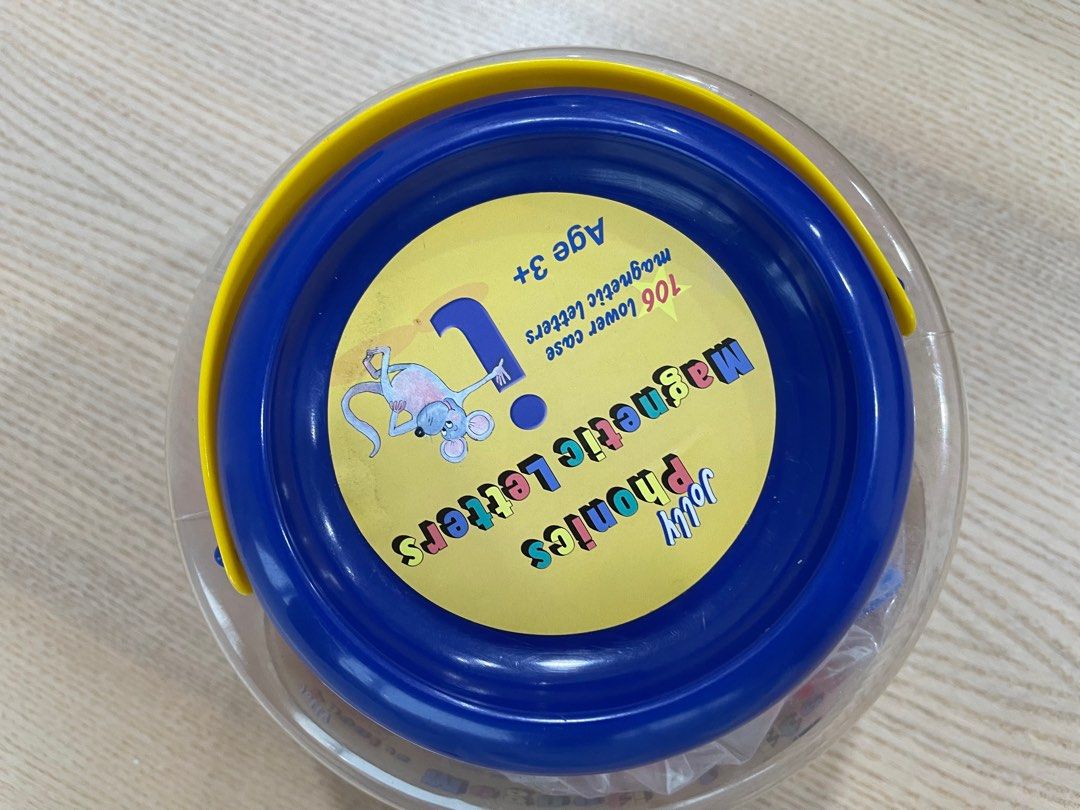 Jolly
Phonics
Magnetic Letters
106 lower case
magnetic letters
Age 3+
i